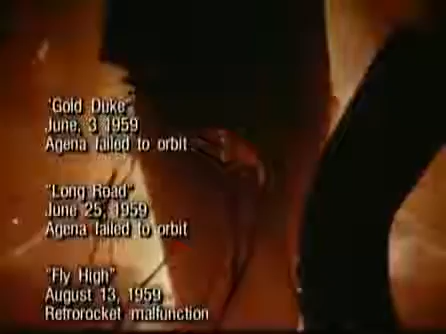 "Gold Duke"
June, 3 1959
Agena failed to orbit
"Long Road"
June 25, 1959
Agena failed to orbit
"Fly High"
August 13, 1959
Retrorocket malfunction